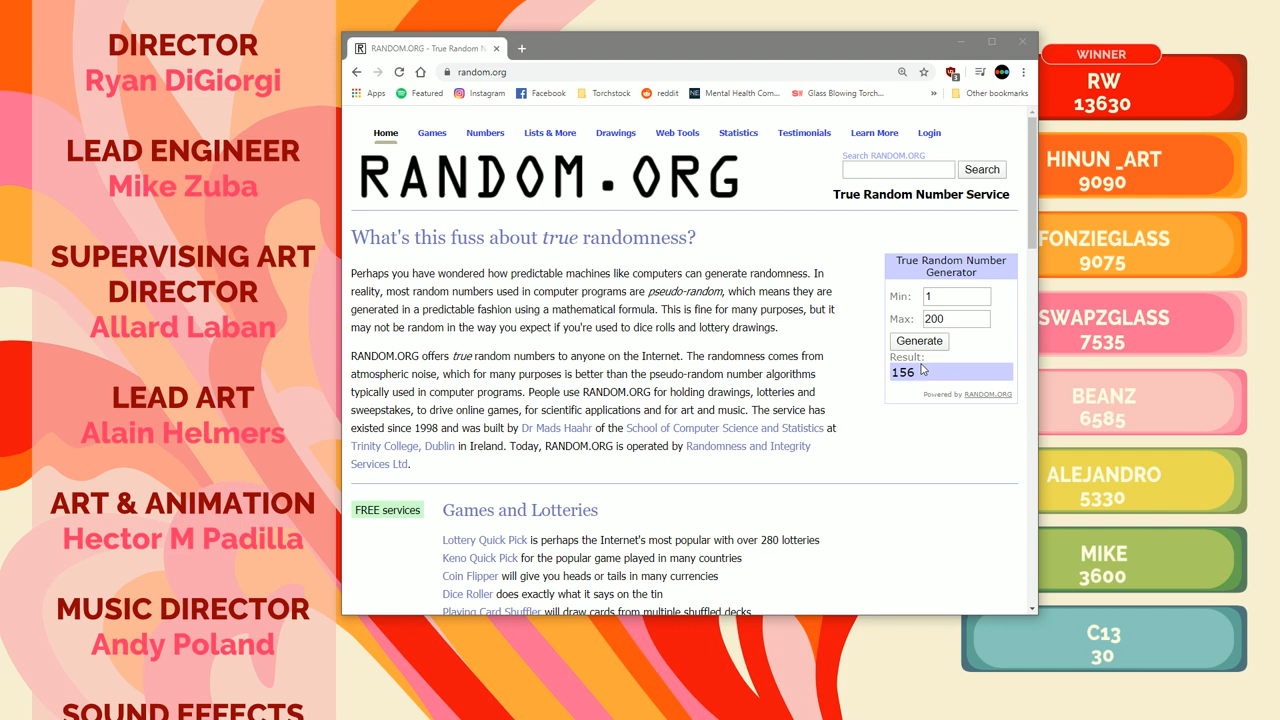 DIRECTOR
Ryan DiGiorgi
LEAD ENGINEER
Mike Zuba
SUPERVISING ART
DIRECTOR
Allard Laban
LEAD ART
Alain Helmers
ART & ANIMATION
Hector M Padilla
MUSIC DIRECTOR
Andy Poland
SOUND EFFECTS
RANDOM.ORG - True Random N
random.org
Apps Featured Instagram Facebook Torchstock reddit Mental Health Com... Glass Blowing Torch... » Other bookmarks
Home Games Numbers Lists & More Drawings Web Tools Statistics Testimonials Learn More Login
RANDOM.ORG
Search RANDOM.ORG
Search
True Random Number Service
What's this fuss about true randomness?
Perhaps you have wondered how predictable machines like computers can generate randomness. In
reality, most random numbers used in computer programs are pseudo-random, which means they are
generated in a predictable fashion using a mathematical formula. This is fine for many purposes, but it
may not be random in the way you expect if you're used to dice rolls and lottery drawings.
RANDOM.ORG offers true random numbers to anyone on the Internet. The randomness comes from
atmospheric noise, which for many purposes is better than the pseudo-random number algorithms
typically used in computer programs. People use RANDOM.ORG for holding drawings, lotteries and
sweepstakes, to drive online games, for scientific applications and for art and music. The service has
existed since 1998 and was built by Dr Mads Haahr of the School of Computer Science and Statistics at
Trinity College, Dublin in Ireland. Today, RANDOM.ORG is operated by Randomness and Integrity
Services Ltd.
True Random Number
Generator
Min: 1
Max: 200
Generate
Result:
156
Powered by RANDOM.ORG
FREE services
Games and Lotteries
Lottery Quick Pick is perhaps the Internet's most popular with over 280 lotteries
Keno Quick Pick for the popular game played in many countries
Coin Flipper will give you heads or tails in many currencies
Dice Roller does exactly what it says on the tin
Playing Card Shuffler will draw cards from multiple shuffled decks
WINNER
RW
13630
HINUN_ART
9090
FONZIEGLASS
9075
SWAPZGLASS
7535
BEANZ
6585
ALEJANDRO
5330
MIKE
3600
C13
30